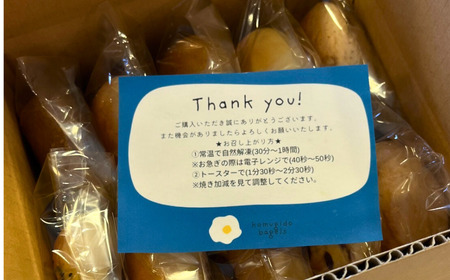 Thank you!
ご購入いただき誠にありがとうございます。
また機会がありましたらよろしくお願いいたします。
★お召し上がり方★
①常温で自然解凍(30分〜1時間)
※お急ぎの際は電子レンジで(40秒〜50秒)
②トースターで(1分30秒〜2分30秒)
※焼き加減を見て調整してください。
bagels